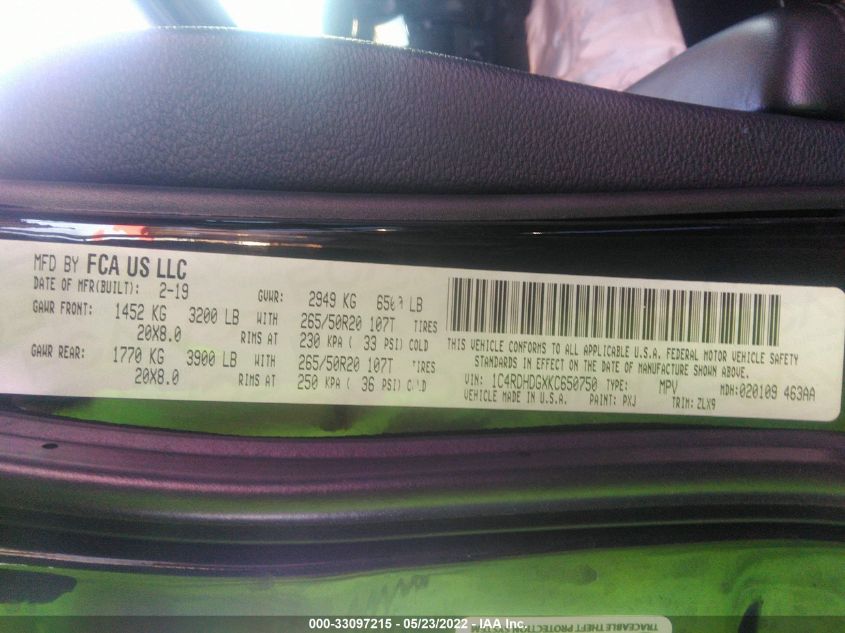 MFD BY FCA US LLC
DATE OF MFR(BUILT): 2-19 GVWR: 2949 KG LB
GAWR FRONT: 1452 KG 3200 LB WITH 265/50R20 107T TIRES
20X8.0 RIMS AT 230 KPA ( 33 PSI) COLD
GAWR REAR: 1770 KG 3900 LB WITH 265/50R20 107T TIRES
20X8.0 RIMS AT 250 KPA ( 36 PSI)
THIS VEHICLE CONFORMS TO ALL APPLICABLE U.S.A. FEDERAL MOTOR VEHICLE SAFETY
STANDARDS IN EFFECT ON THE DATE OF MANUFACTURE SHOWN ABOVE.
VIN: 1C4RDHDGXKC650750 TYPE: MPV MDH:020109 463AA
VEHICLE MADE IN U.S.A. PAINT: PXJ TRIM: ZLX9
TRACEABLE THEFT PROTECTION
000-33097215 - 05/23/2022 - IAA Inc.